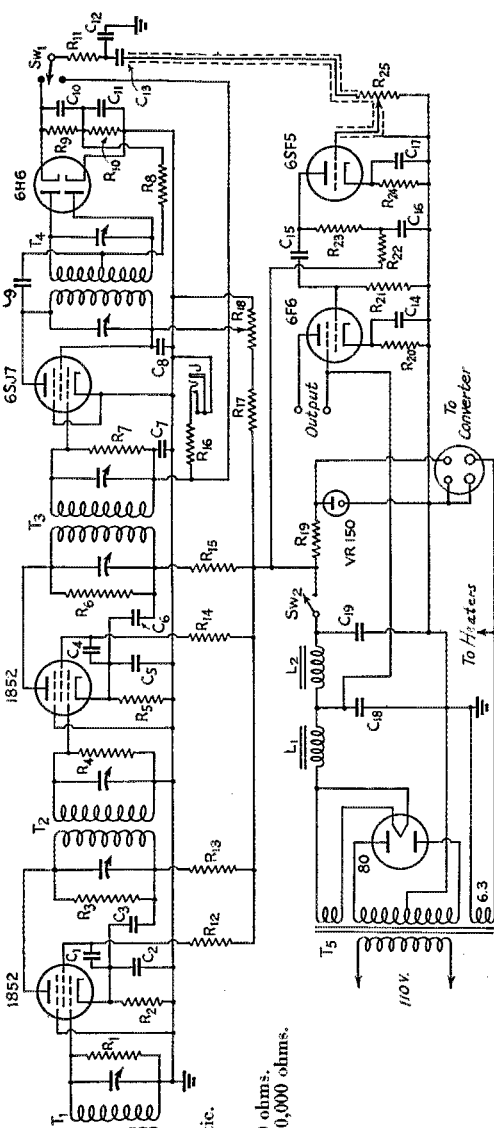 T1
R1
1852
R2
C1
C2
R3
C3
R12
T2
R13
R4
1852
R5
C4
C5
R6
C6
R14
T3
R15
R7
C7
R16
J
6SJ7
C8
R17
R18
C9
T4
6H6
R8
R9
R10
C10
C11
SW1
R11
C12
C13
tic.
0 ohms.
0,000 ohms.
110V.
T5
80
6.3
L1
C18
L2
C19
SW2
To Heaters
R19
VR 150
To
Converter
Output
6F6
R20
C14
R21
C15
R22
R23
C16
6SF5
R24
C17
R25